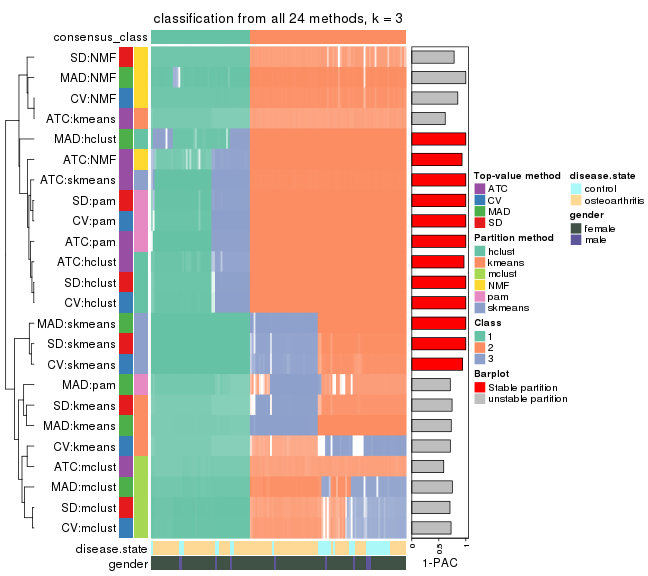 classification from all 24 methods, k = 3
consensus_class
SD:NMF
MAD:NMF
CV:NMF
ATC:kmeans
MAD:hclust
ATC:NMF
ATC:skmeans
SD:pam
CV:pam
ATC:pam
ATC:hclust
SD:hclust
CV:hclust
MAD:skmeans
SD:skmeans
CV:skmeans
MAD:pam
SD:kmeans
MAD:kmeans
CV:kmeans
ATC:mclust
MAD:mclust
SD:mclust
CV:mclust
disease.state
gender
0
0.5
1
1-PAC
Top-value method
ATC
CV
MAD
SD
Partition method
hclust
kmeans
mclust
NMF
pam
skmeans
Class
1
2
3
Barplot
Stable partition
unstable partition
disease.state
control
osteoarthritis
gender
female
male